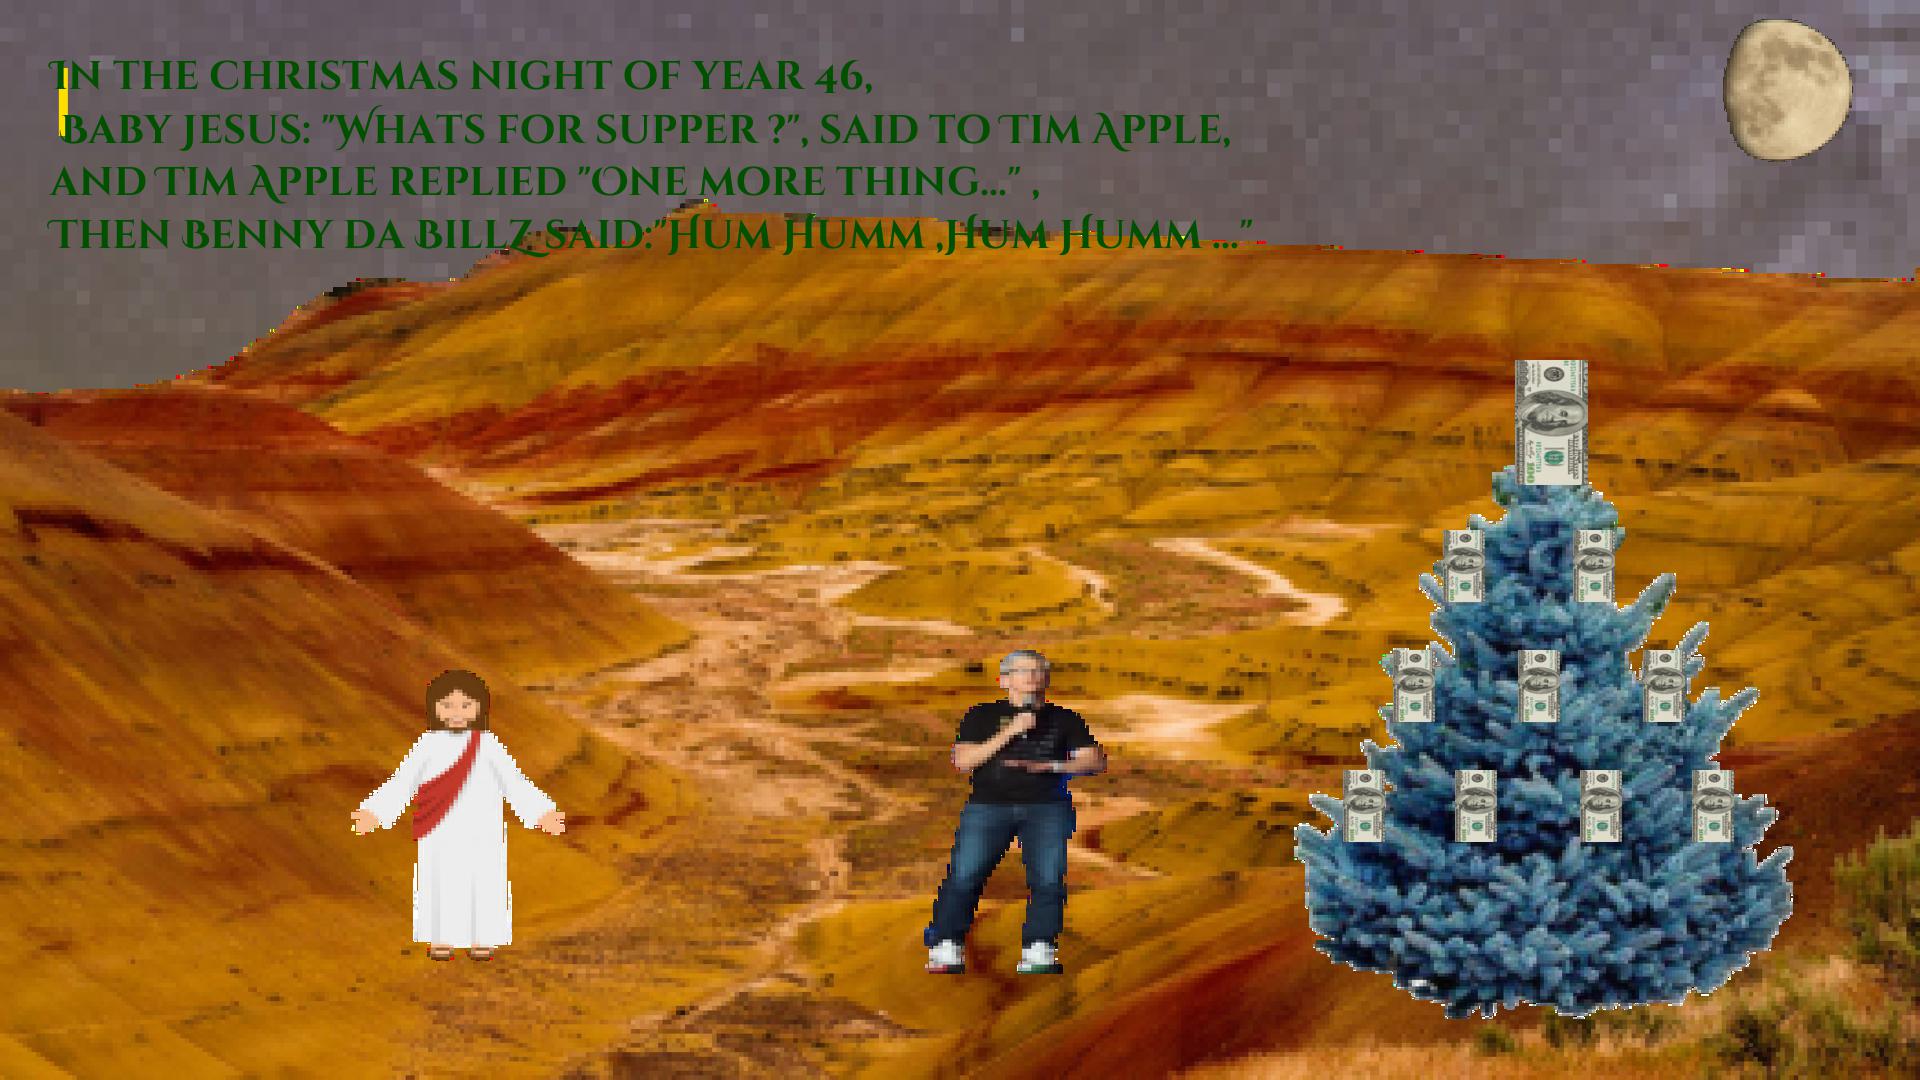 In the christmas night of year 46,
Baby Jesus: "Whats for supper ?", said to Tim Apple,
and Tim Apple replied "One more thing..." ,
Then Benny da Billz said:"Hum Humm ,Hum Humm ..."